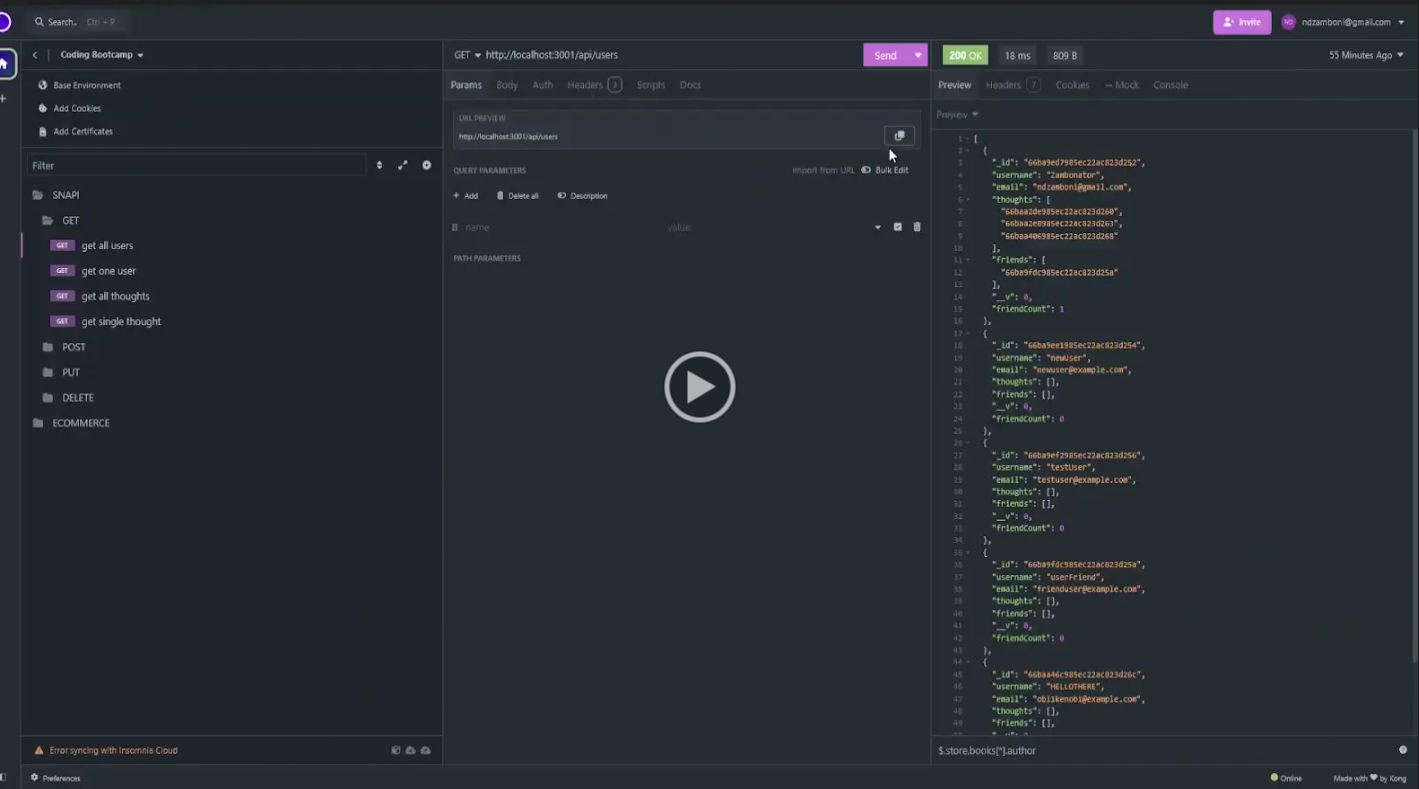 Search.. Ctrl + P
Invite
ND ndzamboni@gmail.com
Coding Bootcamp
GET http://localhost:3001/api/users
Send
200 OK 18 ms 809 B
55 Minutes Ago
Base Environment
Add Cookies
Add Certificates
Params Body Auth Headers 3 Scripts Docs
Preview Headers 7 Cookies → Mock Console
URL PREVIEW
http://localhost:3001/api/users
Preview
Filter
QUERY PARAMETERS
Import from URL Bulk Edit
+ Add Delete all Description
name value
PATH PARAMETERS
SNAPI
GET
GET get all users
GET get one user
GET get all thoughts
GET get single thought
POST
PUT
DELETE
ECOMMERCE
1 [
2 {
3 "_id": "66ba9ed7985ec22ac823d252",
4 "username": "Zambonator",
5 "email": "ndzamboni@gmail.com",
6 "thoughts": [
7 "66baa2de985ec22ac823d260",
8 "66baa2e8985ec22ac823d263",
9 "66baa406985ec22ac823d268"
10 ],
11 "friends": [
12 "66ba9fdc985ec22ac823d25a"
13 ],
14 "__v": 0,
15 "friendCount": 1
16 },
17 {
18 "_id": "66ba9ee1985ec22ac823d254",
19 "username": "newUser",
20 "email": "newuser@example.com",
21 "thoughts": [],
22 "friends": [],
23 "__v": 0,
24 "friendCount": 0
25 },
26 {
27 "_id": "66ba9ef2985ec22ac823d256",
28 "username": "testUser",
29 "email": "testuser@example.com",
30 "thoughts": [],
31 "friends": [],
32 "__v": 0,
33 "friendCount": 0
34 },
35 {
36 "_id": "66ba9fdc985ec22ac823d25a",
37 "username": "userFriend",
38 "email": "frienduser@example.com",
39 "thoughts": [],
40 "friends": [],
41 "__v": 0,
42 "friendCount": 0
43 },
44 {
45 "_id": "66baa46c985ec22ac823d26c",
46 "username": "HELLOTHERE",
47 "email": "obi1kenobi@example.com",
48 "thoughts": [],
49 "friends": [],
Error syncing with Insomnia Cloud
$.store.books[*].author
Preferences
Online
Made with ♥ by Kong